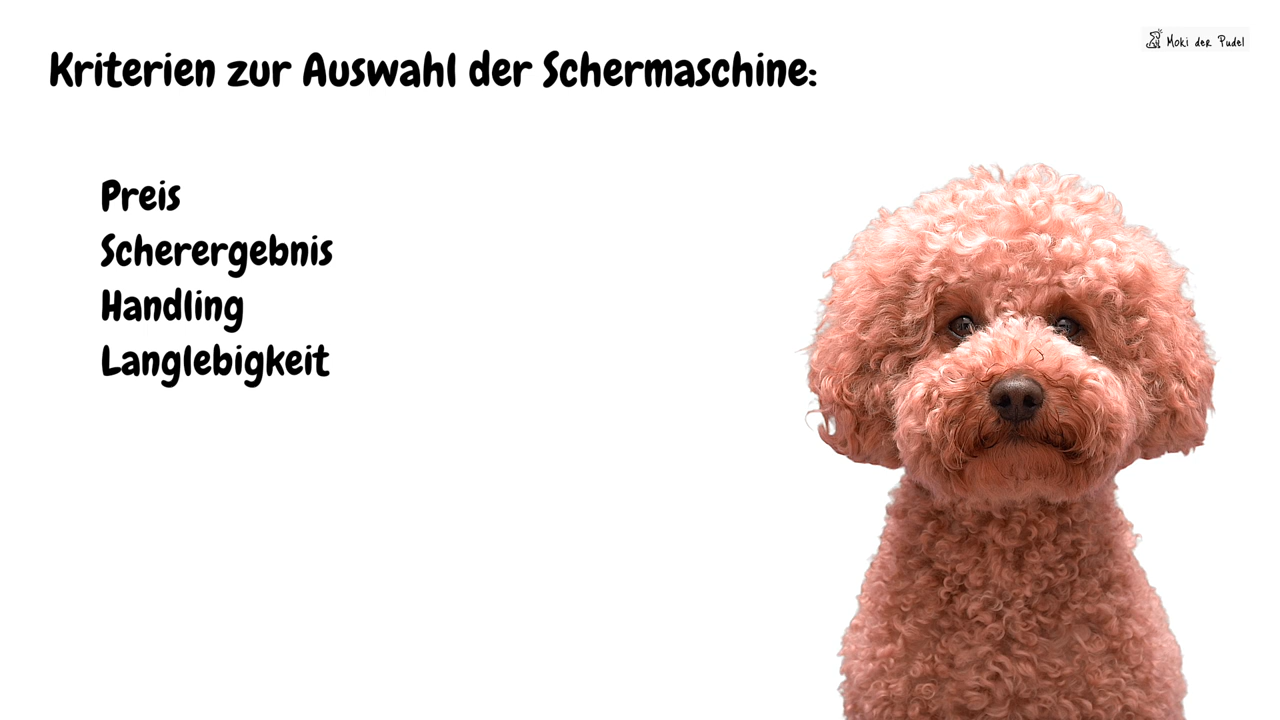 Moki der Pudel
Kriterien zur Auswahl der Schermaschine:
Preis
Scherergebnis
Handling
Langlebigkeit